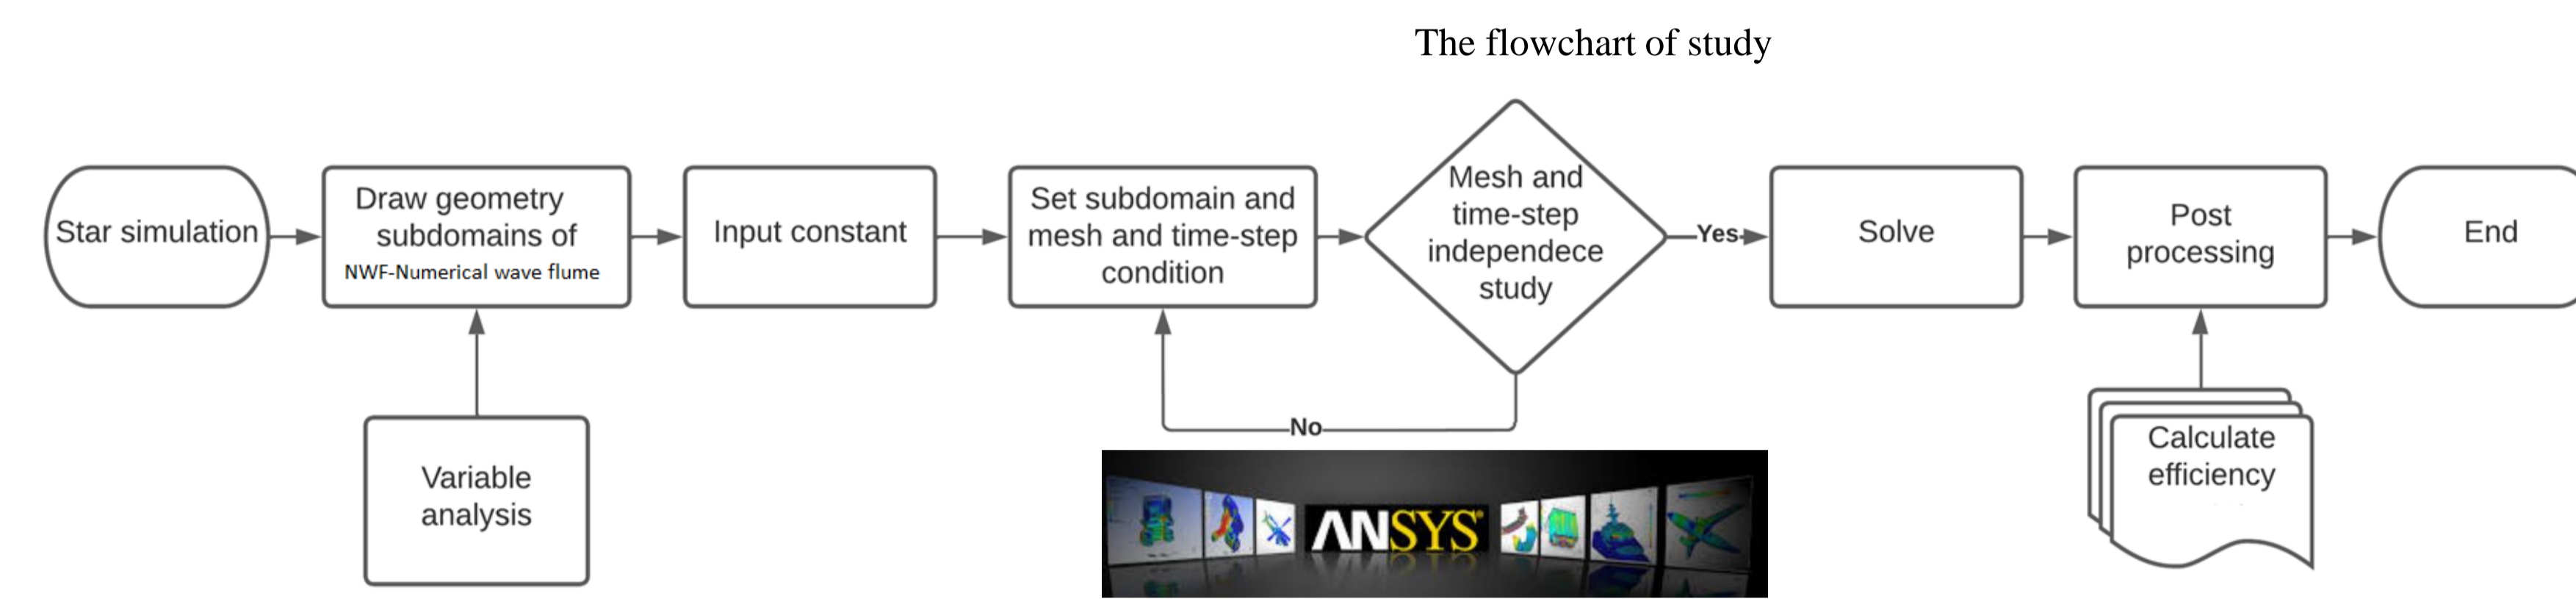 The flowchart of study
Star simulation
Draw geometry
subdomains of
NWF-Numerical wave flume
Input constant
Set subdomain and
mesh and time-step
condition
Mesh and
time-step
independece
study
Yes
Solve
Post
processing
End
No
Variable
analysis
ANSYS®
Calculate
efficiency